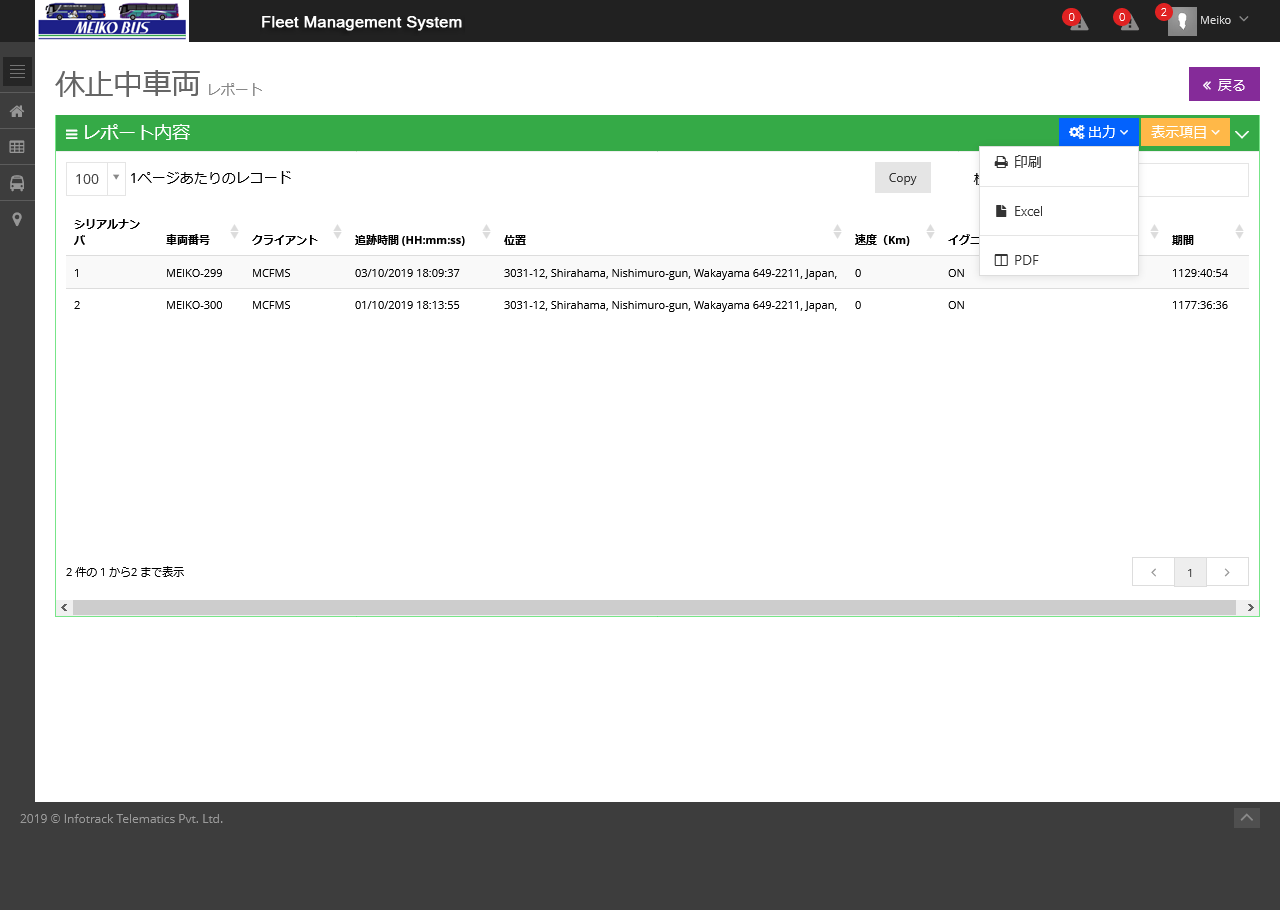 MEIKO BUS
Fleet Management System
0
0
2
Meiko
休止中車両 レポート
« 戻る
レポート内容
出力
表示項目
100
1ページあたりのレコード
Copy
印刷
Excel
PDF
シリアルナンバ 車両番号 クライアント 追跡時間 (HH:mm:ss) 位置 速度（Km) イグニ 期間
1 MEIKO-299 MCFMS 03/10/2019 18:09:37 3031-12, Shirahama, Nishimuro-gun, Wakayama 649-2211, Japan, 0 ON 1129:40:54
2 MEIKO-300 MCFMS 01/10/2019 18:13:55 3031-12, Shirahama, Nishimuro-gun, Wakayama 649-2211, Japan, 0 ON 1177:36:36
2 件の 1 から2 まで表示
1
2019 © Infotrack Telematics Pvt. Ltd.